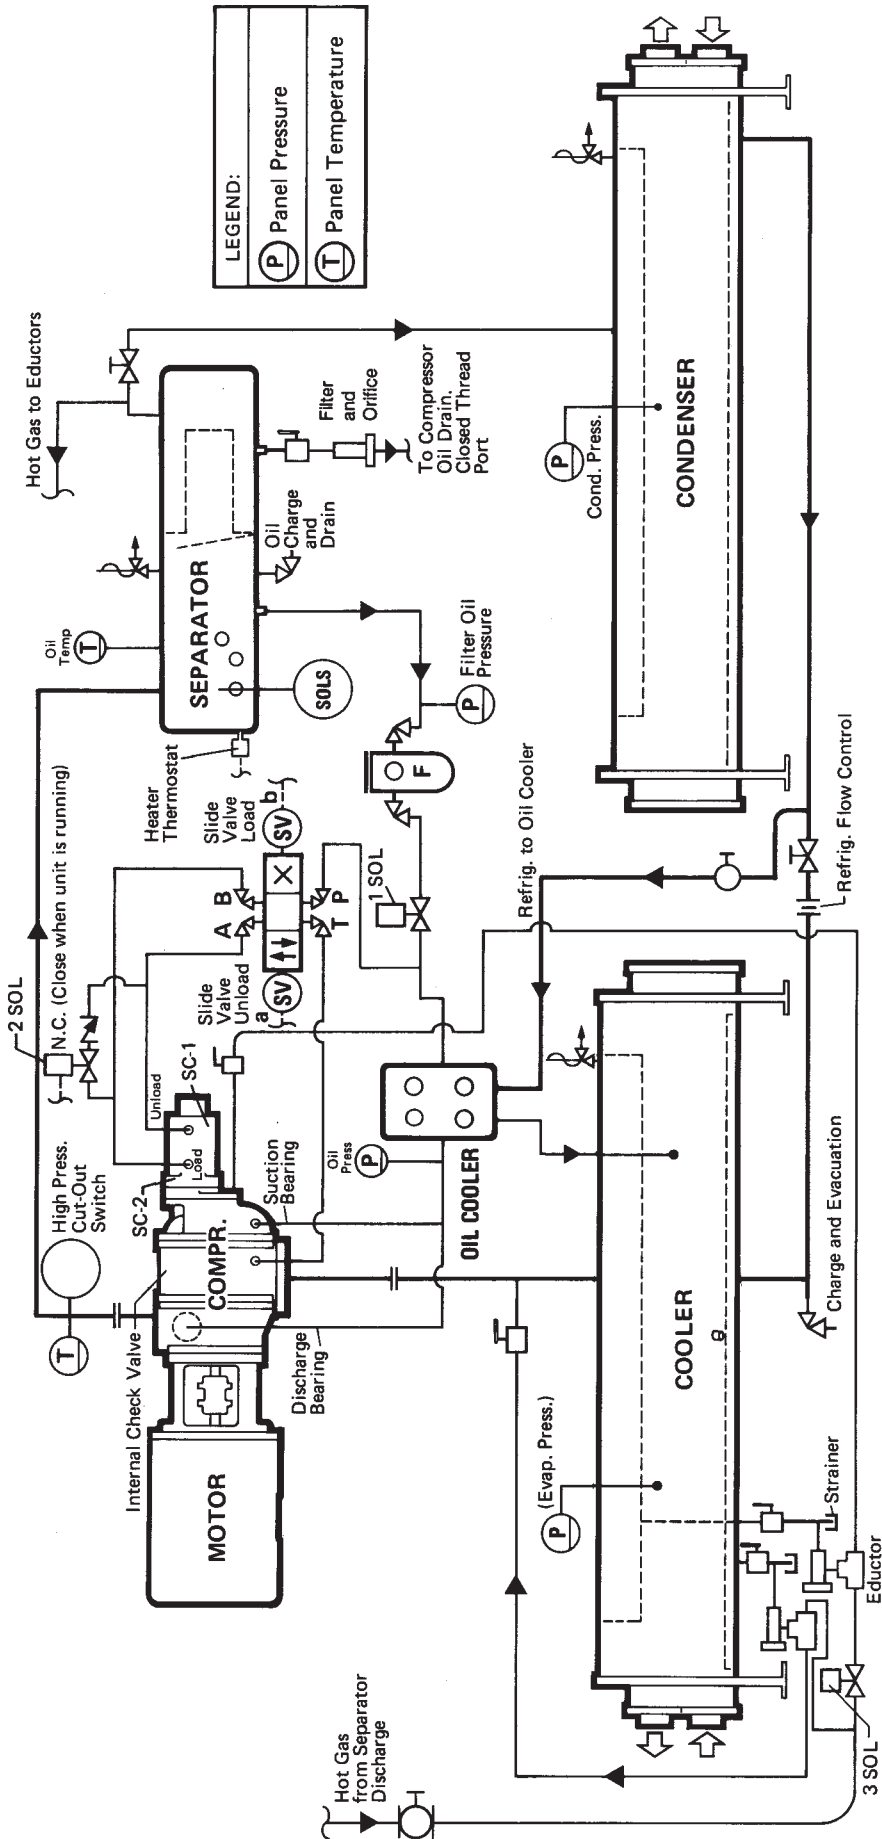 Hot Gas
from Separator
Discharge
3 SOL
MOTOR
Internal Check Valve
T
High Press.
Cut-Out
Switch
2 SOL
N.C. (Close when unit is running)
COMPR.
SC-2
SC-1
Load
Unload
Discharge
Bearing
Suction
Bearing
Oil
Press
P
OIL COOLER
Slide
Valve
Unload
a
SV
A
B
T
P
Slide
Valve
Load
b
SV
1 SOL
Heater
Thermostat
SEPARATOR
SOLS
Oil
Temp
T
F
P
Filter Oil
Pressure
Oil
Charge
and
Drain
Filter
and
Orifice
To Compressor
Oil Drain.
Closed Thread
Port
Hot Gas to Eductors
LEGEND:
P Panel Pressure
T Panel Temperature
P
(Evap. Press.)
COOLER
Strainer
Eductor
Charge and Evacuation
Refrig. to Oil Cooler
Refrig. Flow Control
P
Cond. Press.
CONDENSER